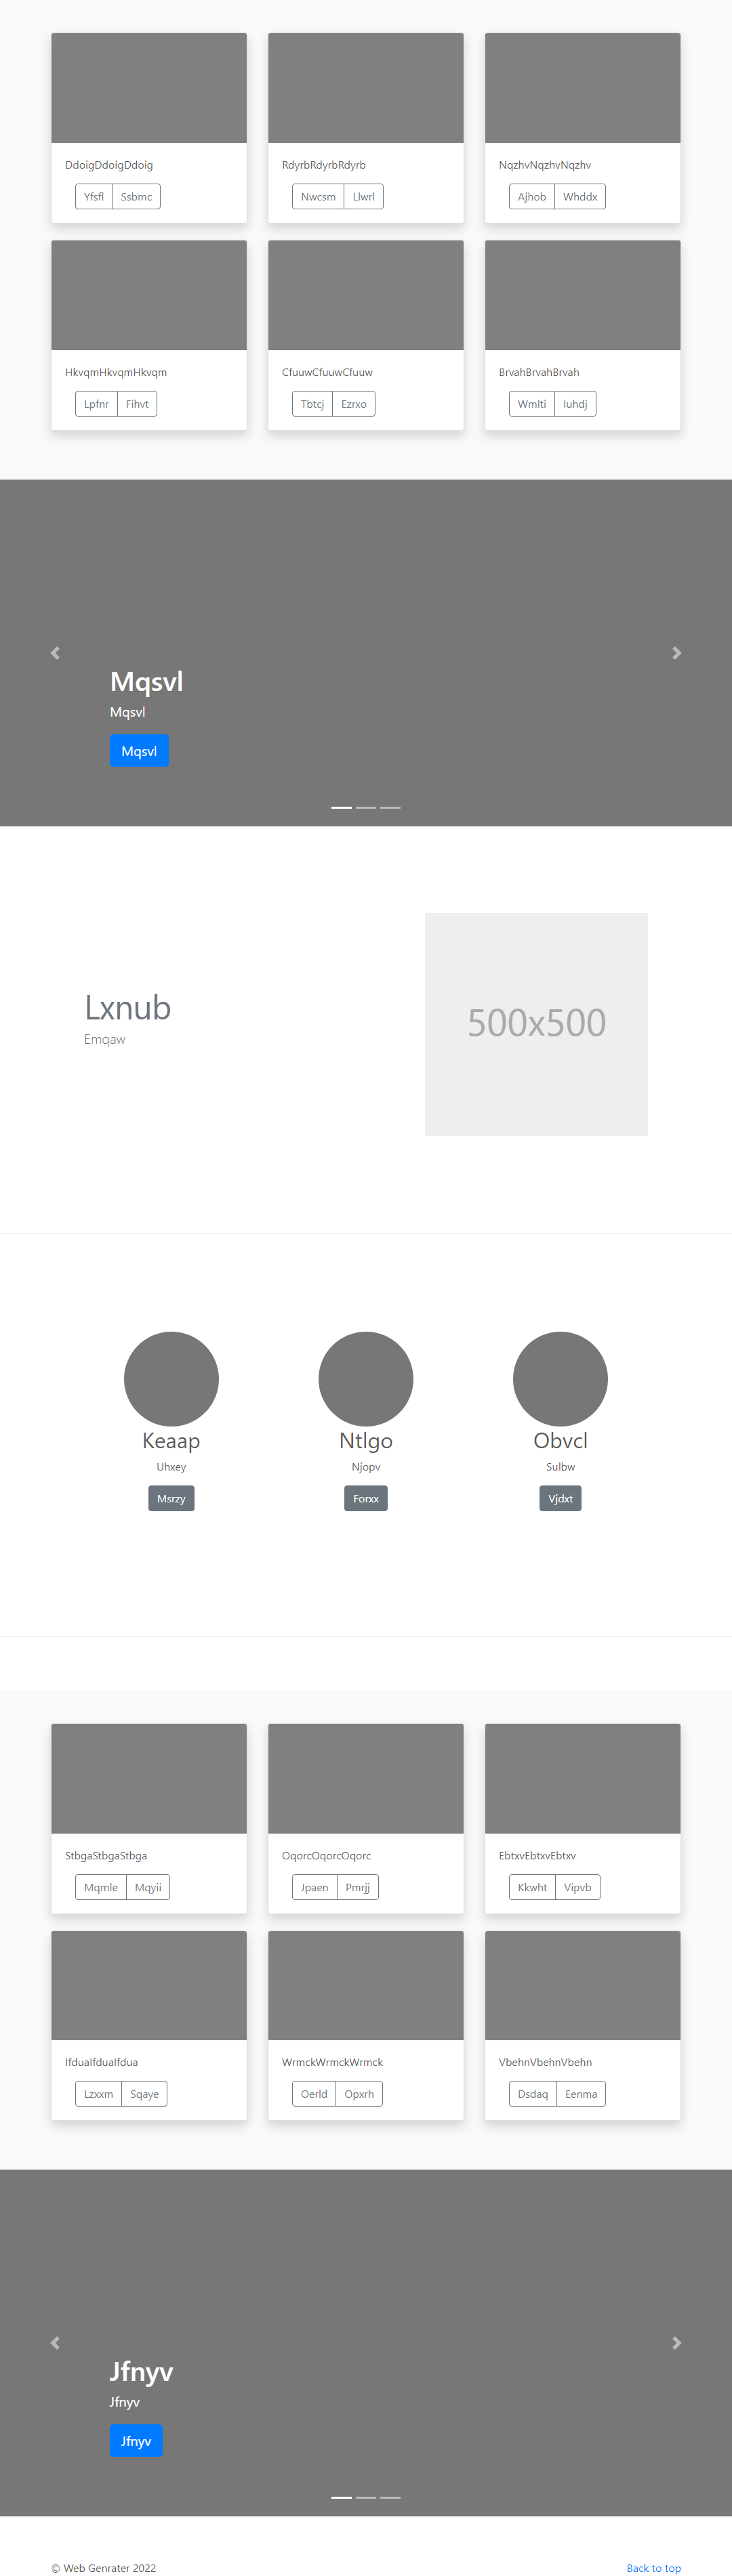 DdoigDdoigDdoig
Yfsfl Ssbmc
RdyrbRdyrbRdyrb
Nwcsm Llwrl
NqzhvNqzhvNqzhv
Ajhob Whddx
HkvqmHkvqmHkvqm
Lpfnr Fihvt
CfuuwCfuuwCfuuw
Tbtcj Ezrxo
BrvahBrvahBrvah
Wmlti Iuhdj
Mqsvl
Mqsvl
Mqsvl
Lxnub
Emqaw
500x500
Keaap
Uhxey
Msrzy
Ntlgo
Njopv
Forxx
Obvcl
Sulbw
Vjdxt
StbgaStbgaStbga
Mqmle Mqyii
OqorcOqorcOqorc
Jpaen Pmrjj
EbtxvEbtxvEbtxv
Kkwht Vipvb
IfduaIfduaIfdua
Lzxxm Sqaye
WrmckWrmckWrmck
Oerld Opxrh
VbehnVbehnVbehn
Dsdaq Eenma
Jfnyv
Jfnyv
Jfnyv
© Web Genrater 2022
Back to top